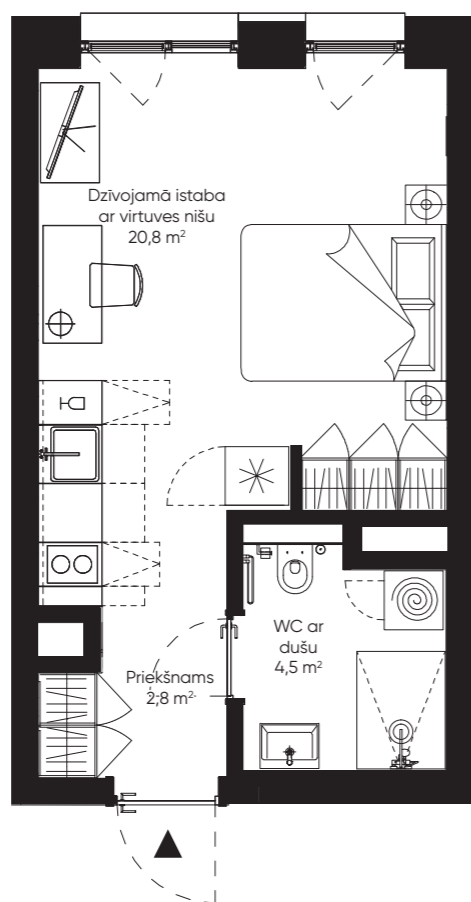 Dzīvojamā istaba
ar virtuves nišu
20,8 m²
WC ar
dušu
4,5 m²
Priekšnams
2,8 m²